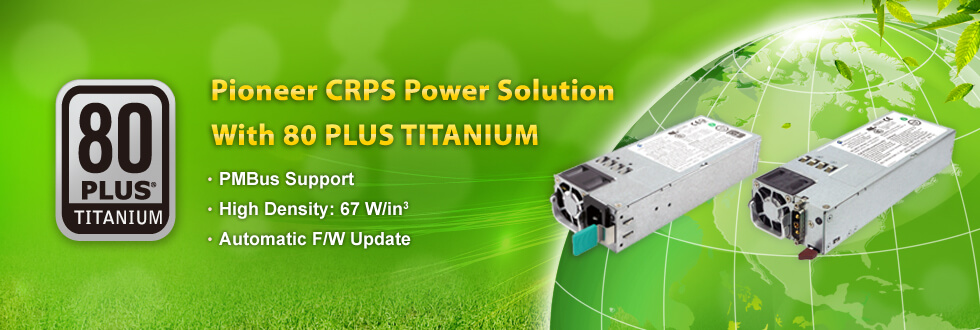 80
PLUS®
TITANIUM
Pioneer CRPS Power Solution
With 80 PLUS TITANIUM
· PMBus Support
· High Density: 67 W/in³
· Automatic F/W Update